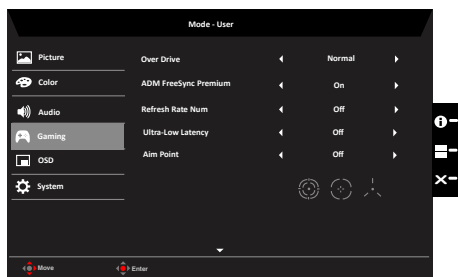 Mode - User
Picture
Color
Audio
Gaming
OSD
System
Over Drive Normal
ADM FreeSync Premium On
Refresh Rate Num Off
Ultra-Low Latency Off
Aim Point Off
Move Enter